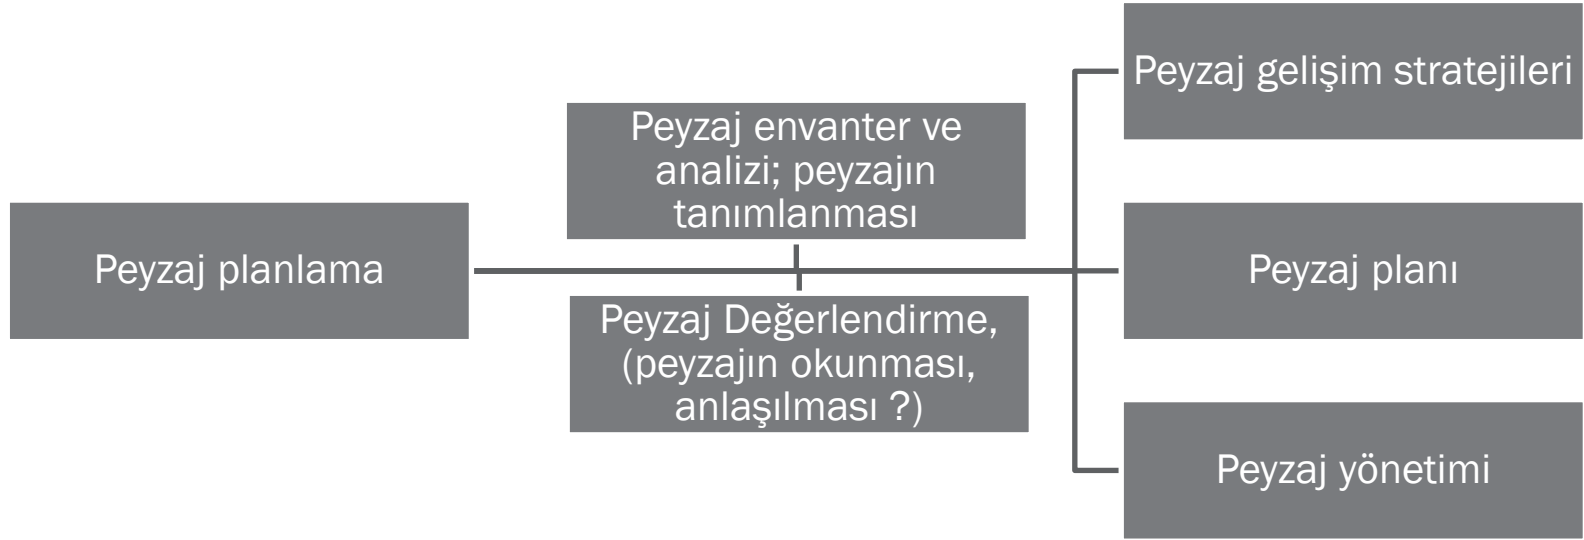 Peyzaj planlama
Peyzaj envanter ve
analizi; peyzajın
tanımlanması
Peyzaj Değerlendirme,
(peyzajın okunması,
anlaşılması ?)
Peyzaj gelişim stratejileri
Peyzaj planı
Peyzaj yönetimi